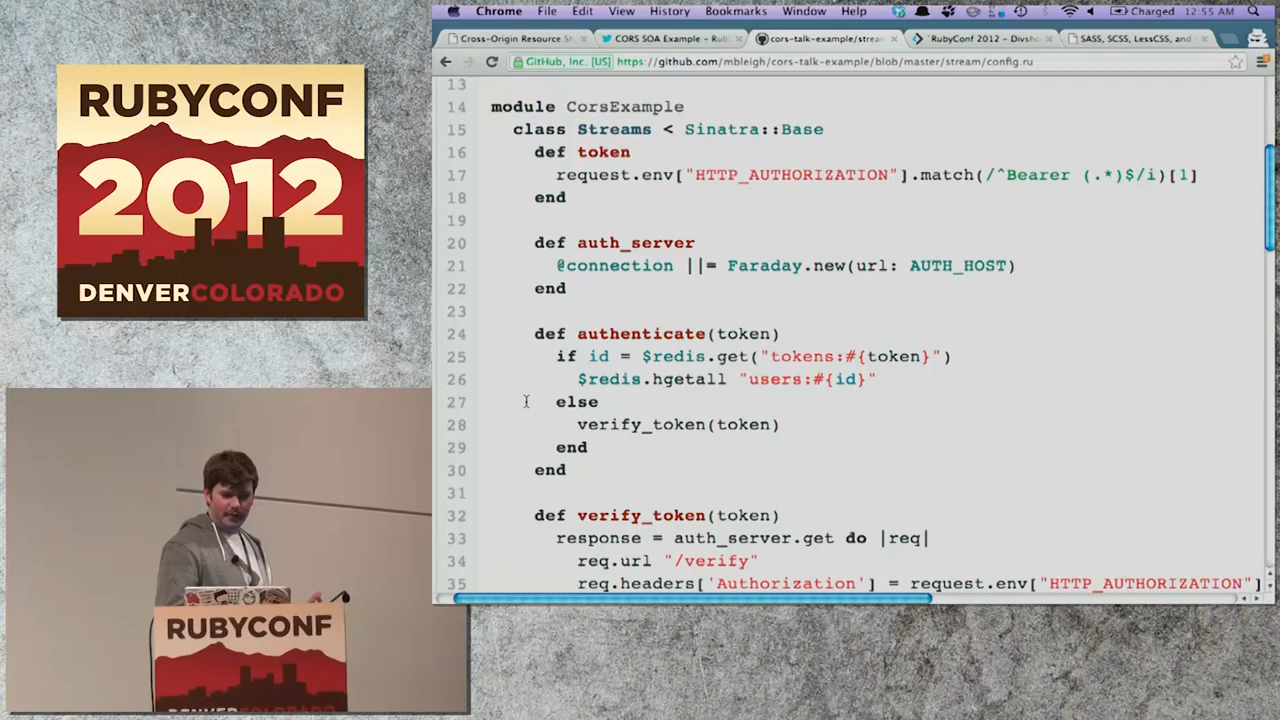 RUBYCONF
2012
DENVERCOLORADO
RUBYCONF
Chrome File Edit View History Bookmarks Window Help
Charged 12:55 AM
Cross-Origin Resource Sh
CORS SOA Example - Rub
cors-talk-example/stream
RubyConf 2012 - Divsho
SASS, SCSS, LessCSS, and
GitHub, Inc. [US] https://github.com/mbleigh/cors-talk-example/blob/master/stream/config.ru
13
14 module CorsExample
15 class Streams < Sinatra::Base
16 def token
17 request.env["HTTP_AUTHORIZATION"].match(/^Bearer (.*)$/i)[1]
18 end
19
20 def auth_server
21 @connection ||= Faraday.new(url: AUTH_HOST)
22 end
23
24 def authenticate(token)
25 if id = $redis.get("tokens:#{token}")
26 $redis.hgetall "users:#{id}"
27 else
28 verify_token(token)
29 end
30 end
31
32 def verify_token(token)
33 response = auth_server.get do |req|
34 req.url "/verify"
35 req.headers['Authorization'] = request.env["HTTP_AUTHORIZATION"]